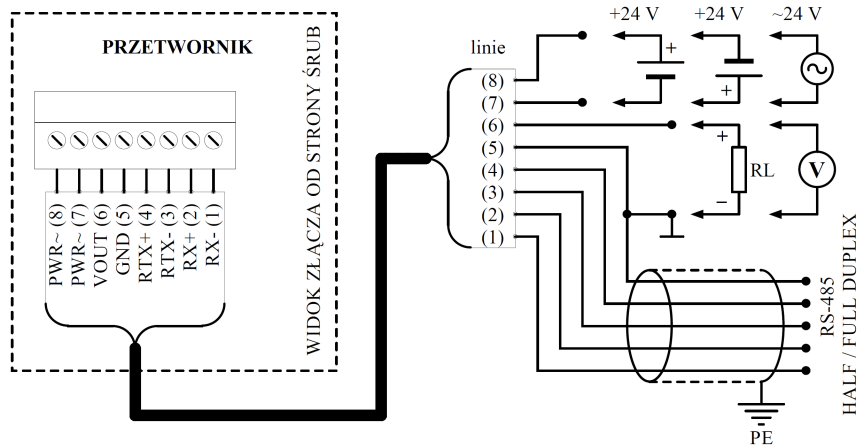 PRZETWORNIK
WIDOK ZŁĄCZA OD STRONY ŚRUB
PWR~ (8)
PWR~ (7)
VOUT (6)
GND (5)
RTX+ (4)
RTX- (3)
RX+ (2)
RX- (1)
linie
(8)
(7)
(6)
(5)
(4)
(3)
(2)
(1)
+24 V
+24 V
~24 V
+
+
+
RL
–
V
RS-485
HALF / FULL DUPLEX
PE